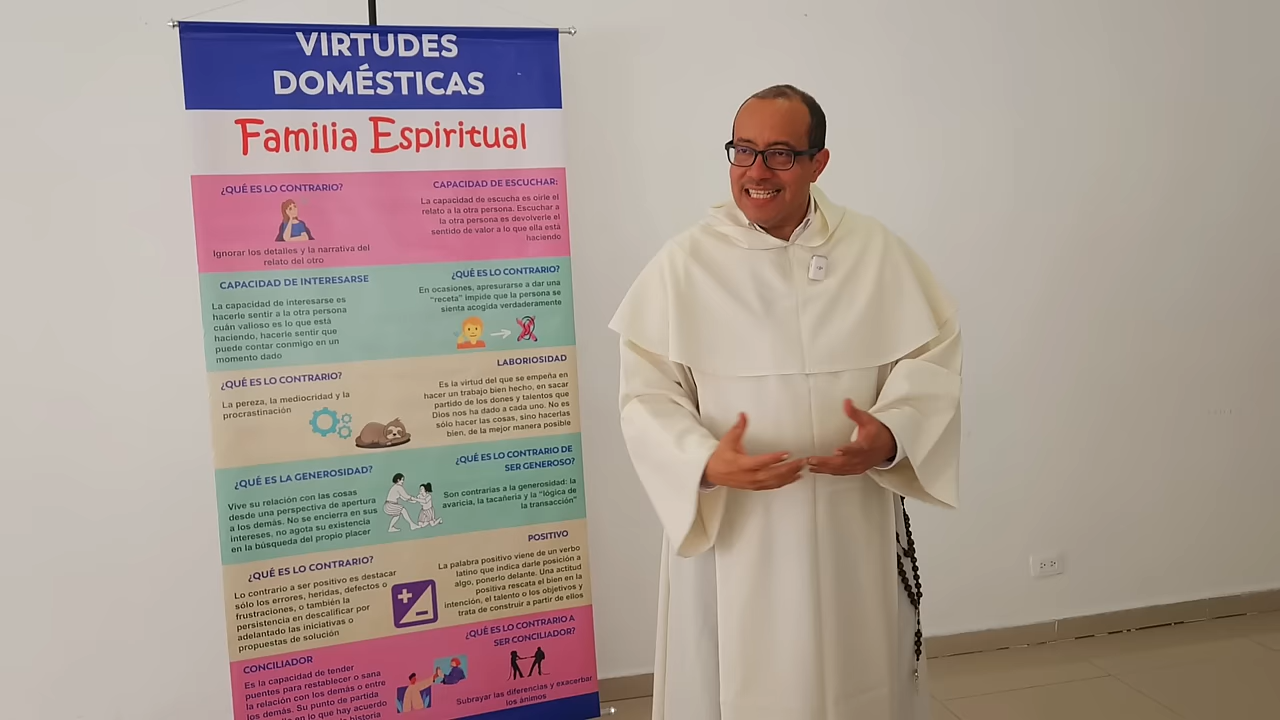 VIRTUDES
DOMÉSTICAS
Familia Espiritual
¿QUÉ ES LO CONTRARIO?
Ignorar los detalles y la narrativa del
relato del otro
CAPACIDAD DE ESCUCHAR:
La capacidad de escucha es oirle el
relato a la otra persona. Escuchar a
la otra persona es devolverle el
sentido de valor a lo que ella está
haciendo
CAPACIDAD DE INTERESARSE
La capacidad de interesarse es
hacerle sentir a la otra persona
cuán valioso es lo que está
haciendo, hacerle sentir que
puede contar conmigo en un
momento dado
¿QUÉ ES LO CONTRARIO?
En ocasiones, apresurarse a dar una
“receta” impide que la persona se
sienta acogida verdaderamente
¿QUÉ ES LO CONTRARIO?
La pereza, la mediocridad y la
procrastinación
LABORIOSIDAD
Es la virtud del que se empeña en
hacer un trabajo bien hecho, en sacar
partido de los dones y talentos que
Dios nos ha dado a cada uno. No es
sólo hacer las cosas, sino hacerlas
bien, de la mejor manera posible
¿QUÉ ES LA GENEROSIDAD?
Vive su relación con las cosas
desde una perspectiva de apertura
a los demás. No se encierra en sus
intereses, no agota su existencia
en la búsqueda del propio placer
¿QUÉ ES LO CONTRARIO DE
SER GENEROSO?
Son contrarias a la generosidad: la
avaricia, la tacañería y la “lógica de
la transacción”
¿QUÉ ES LO CONTRARIO?
Lo contrario a ser positivo es destacar
sólo los errores, heridas, defectos o
frustraciones, o también la
persistencia en descalificar por
adelantado las iniciativas o
propuestas de solución
POSITIVO
La palabra positivo viene de un verbo
latino que indica darle posición a
algo, ponerlo delante. Una actitud
positiva rescata el bien en la
intención, el talento o los objetivos y
trata de construir a partir de ellos
CONCILIADOR
Es la capacidad de tender
puentes para restablecer o sana
la relación con los demás o entre
los demás. Su punto de partida
en lo que hay acuerdo
la historia
¿QUÉ ES LO CONTRARIO A
SER CONCILIADOR?
Subrayar las diferencias y exacerbar
los ánimos